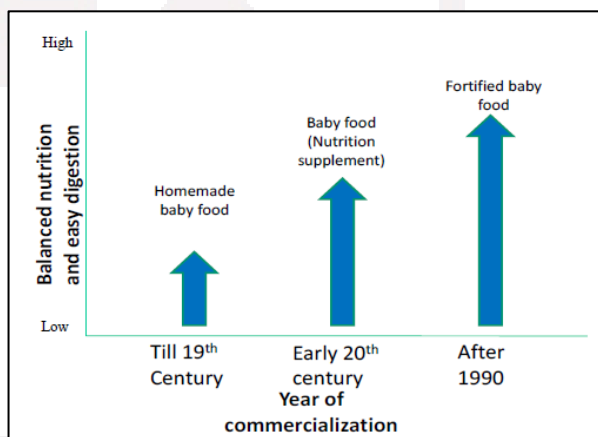 High
Balanced nutrition
and easy digestion
Low
Homemade
baby food
Baby food
(Nutrition
supplement)
Fortified baby
food
Till 19th
Century
Early 20th
century
After
1990
Year of
commercialization